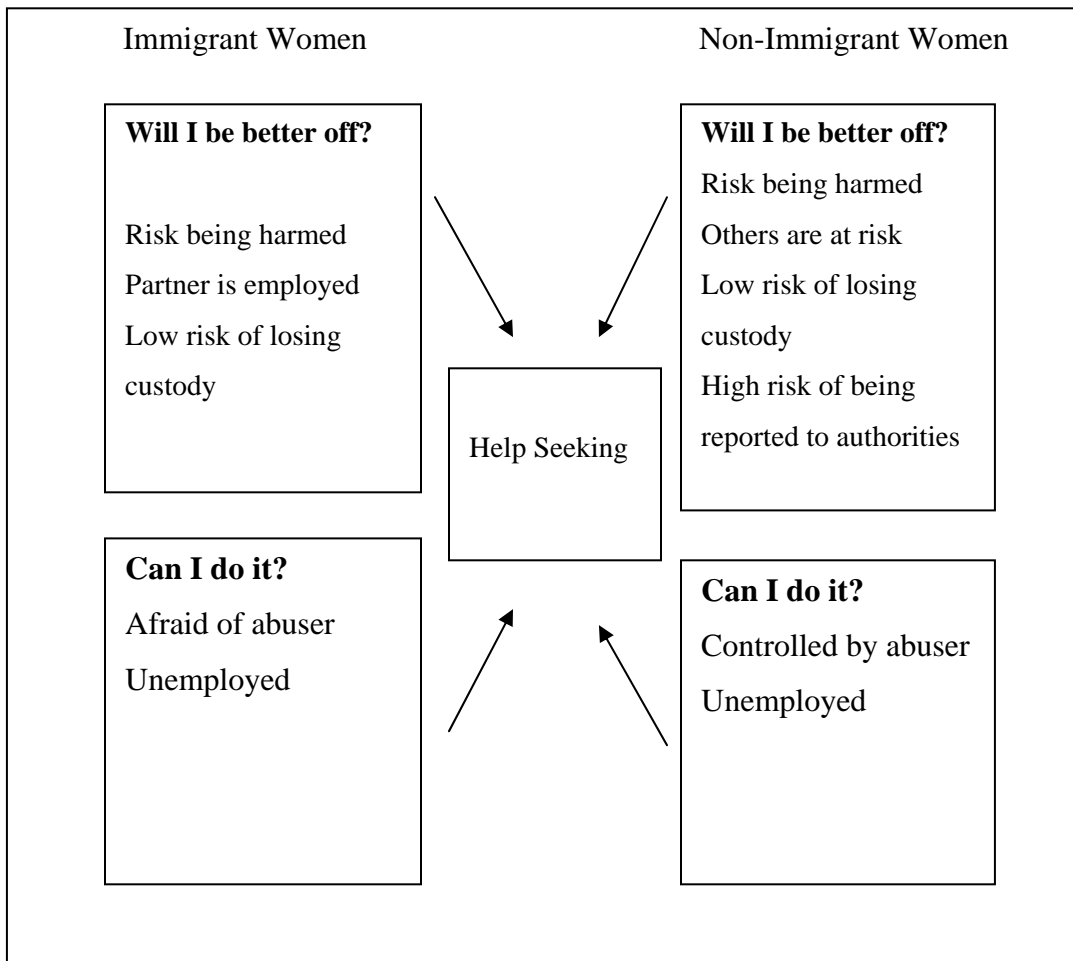 Immigrant Women
Non-Immigrant Women
Will I be better off?
Risk being harmed
Partner is employed
Low risk of losing
custody
Will I be better off?
Risk being harmed
Others are at risk
Low risk of losing
custody
High risk of being
reported to authorities
Help Seeking
Can I do it?
Afraid of abuser
Unemployed
Can I do it?
Controlled by abuser
Unemployed